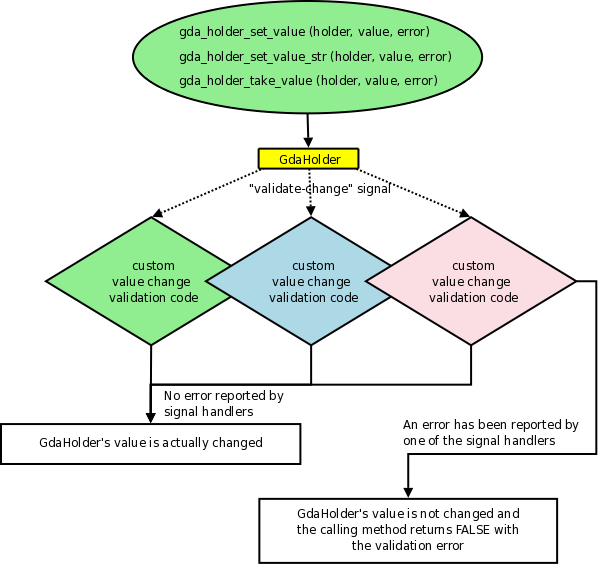 gda_holder_set_value (holder, value, error)
gda_holder_set_value_str (holder, value, error)
gda_holder_take_value (holder, value, error)
GdaHolder
"validate-change" signal
custom
value change
validation code
custom
value change
validation code
custom
value change
validation code
No error reported by
signal handlers
An error has been reported by
one of the signal handlers
GdaHolder's value is actually changed
GdaHolder's value is not changed and
the calling method returns FALSE with
the validation error